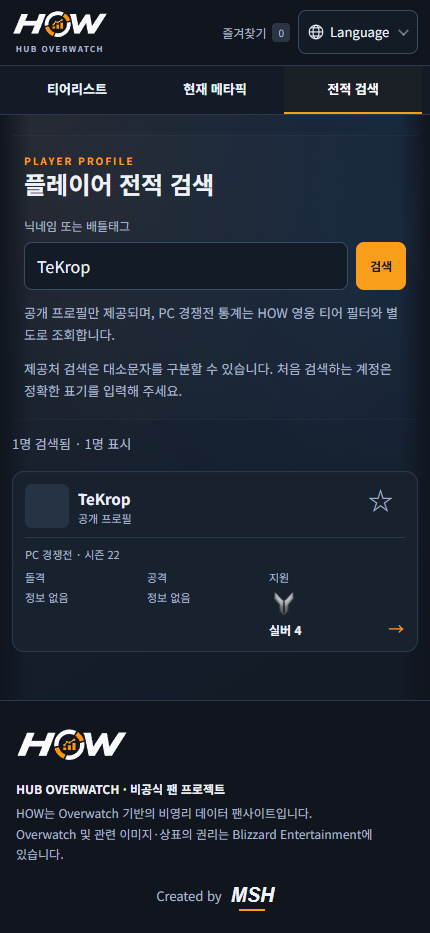 HOW
HUB OVERWATCH
즐겨찾기 0
Language
티어리스트 현재 메타픽 전적 검색
PLAYER PROFILE
플레이어 전적 검색
닉네임 또는 배틀태그
TeKrop 검색
공개 프로필만 제공되며, PC 경쟁전 통계는 HOW 영웅 티어 필터와 별
도로 조회합니다.
제공처 검색은 대소문자를 구분할 수 있습니다. 처음 검색하는 계정은
정확한 표기를 입력해 주세요.
1명 검색됨 · 1명 표시
TeKrop
공개 프로필
PC 경쟁전 · 시즌 22
돌격 공격 지원
정보 없음 정보 없음
실버 4
HOW
HUB OVERWATCH · 비공식 팬 프로젝트
HOW는 Overwatch 기반의 비영리 데이터 팬사이트입니다.
Overwatch 및 관련 이미지·상표의 권리는 Blizzard Entertainment에
있습니다.
Created by MSH